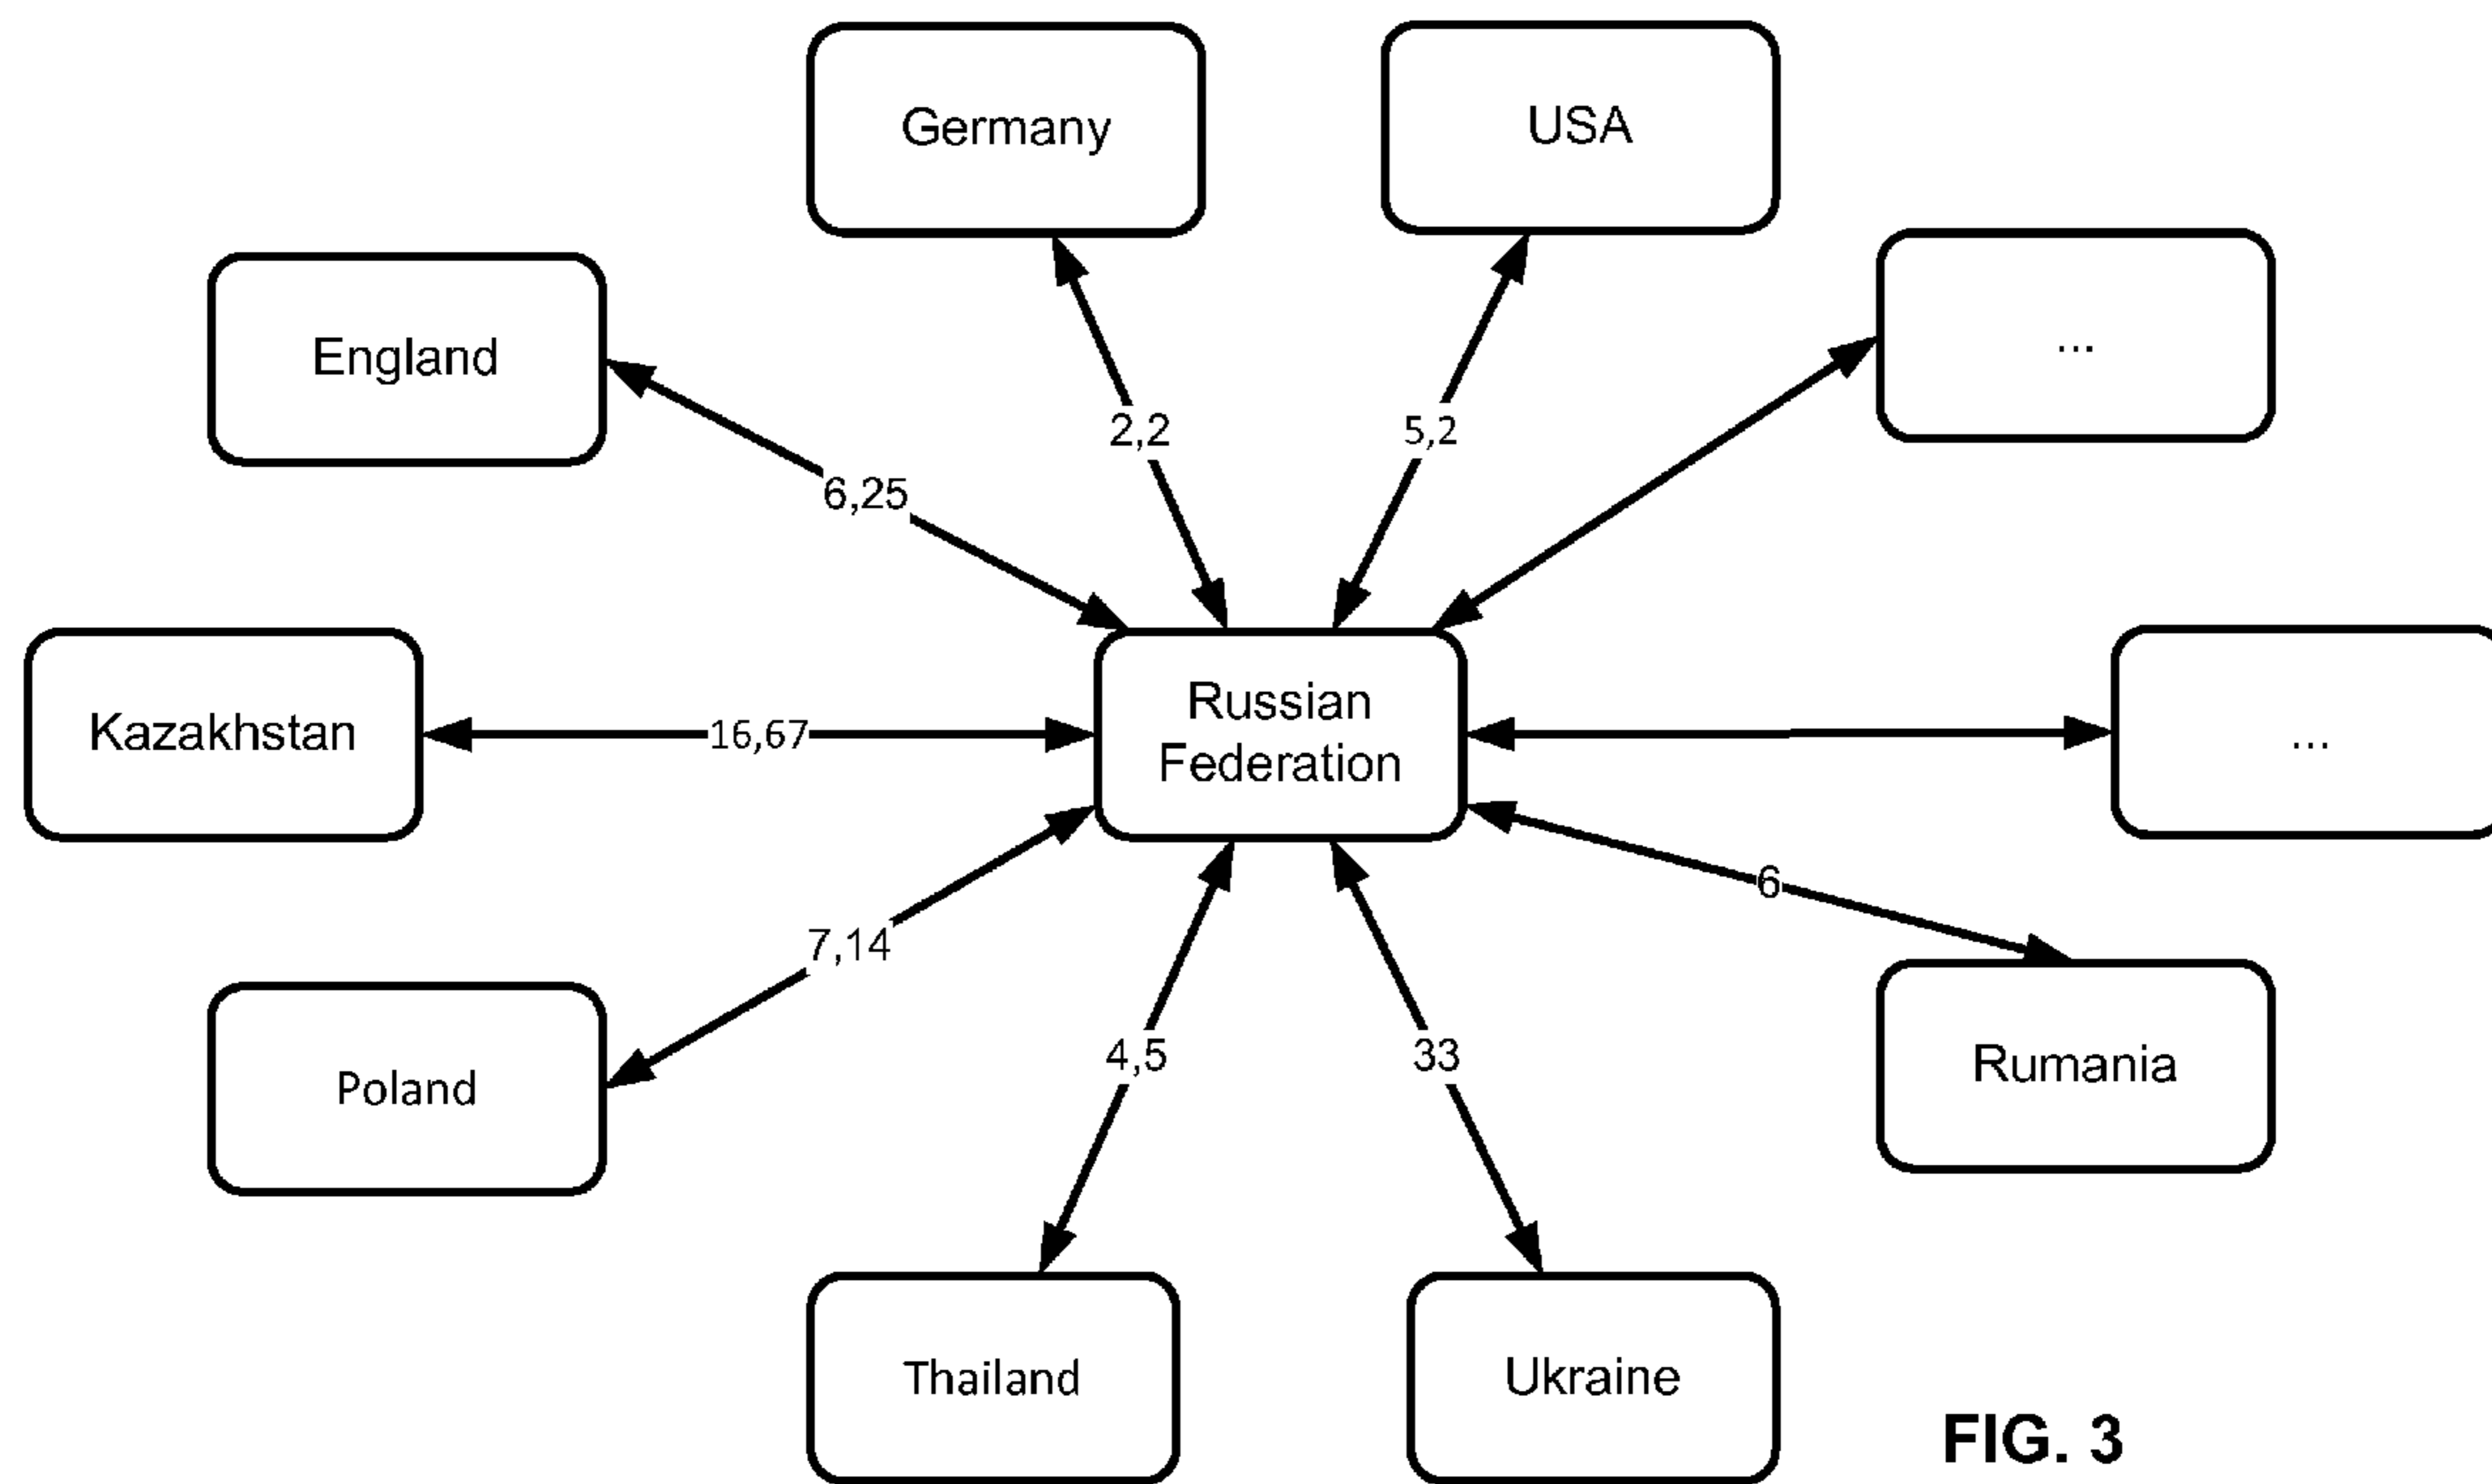 Germany
USA
England
...
2,2
5,2
6,25
Kazakhstan
16,67
Russian
Federation
...
6
7,14
Poland
4,5
33
Rumania
Thailand
Ukraine
FIG. 3